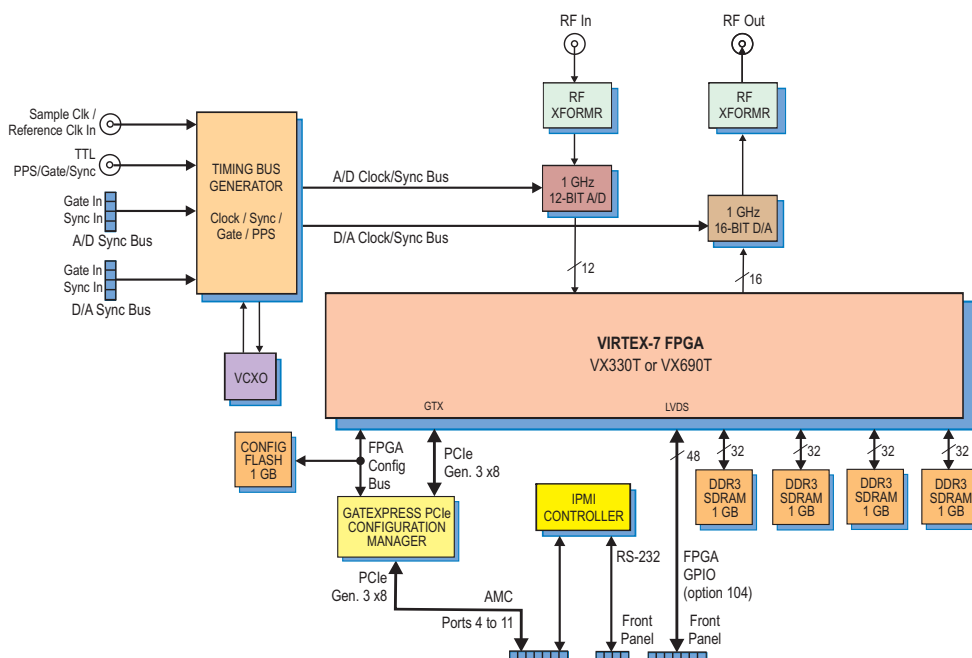 RF In
RF Out
Sample Clk /
Reference Clk In
TTL
PPS/Gate/Sync
Gate In
Sync In
A/D Sync Bus
Gate In
Sync In
D/A Sync Bus
TIMING BUS
GENERATOR
Clock / Sync /
Gate / PPS
A/D Clock/Sync Bus
D/A Clock/Sync Bus
RF
XFORMR
RF
XFORMR
1 GHz
12-BIT A/D
1 GHz
16-BIT D/A
12
16
VCXO
VIRTEX-7 FPGA
VX330T or VX690T
GTX
LVDS
CONFIG
FLASH
1 GB
FPGA
Config
Bus
PCIe
Gen. 3 x8
48
32
32
32
32
DDR3
SDRAM
1 GB
DDR3
SDRAM
1 GB
DDR3
SDRAM
1 GB
DDR3
SDRAM
1 GB
GATEXPRESS PCIe
CONFIGURATION
MANAGER
IPMI
CONTROLLER
RS-232
FPGA
GPIO
(option 104)
PCIe
Gen. 3 x8
AMC
Ports 4 to 11
Front
Panel
Front
Panel